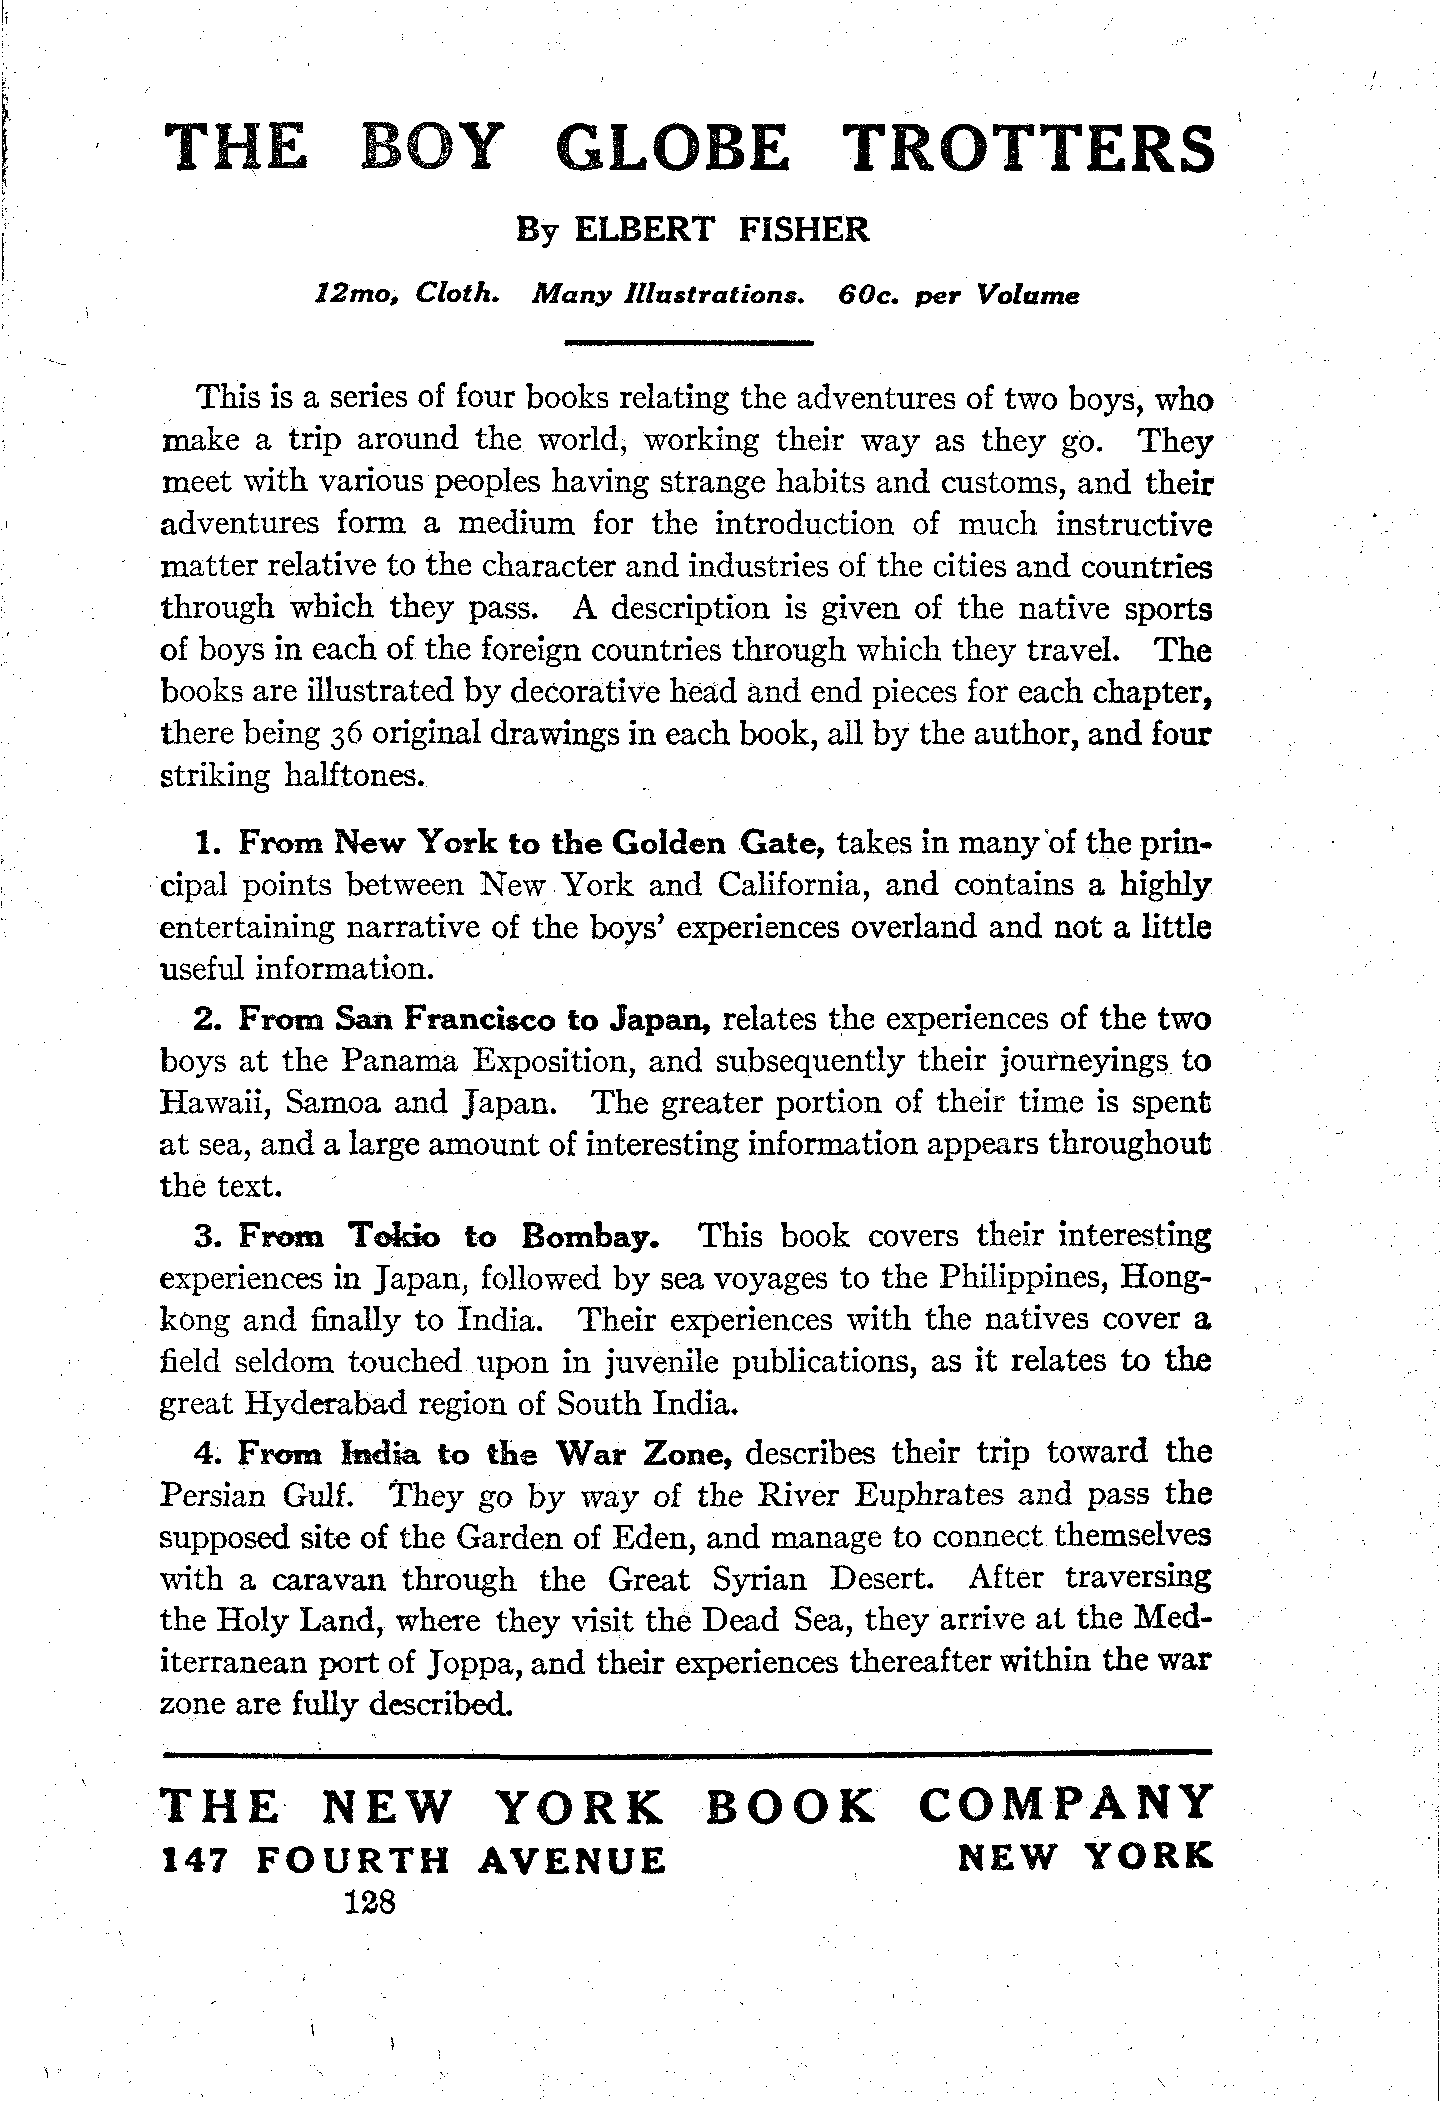 THE BOY GLOBE TROTTERS
By ELBERT FISHER
12mo, Cloth. Many Illustrations. 60c. per Volume
This is a series of four books relating the adventures of two boys, who
make a trip around the world, working their way as they go. They
meet with various peoples having strange habits and customs, and their
adventures form a medium for the introduction of much instructive
matter relative to the character and industries of the cities and countries
through which they pass. A description is given of the native sports
of boys in each of the foreign countries through which they travel. The
books are illustrated by decorative head and end pieces for each chapter,
there being 36 original drawings in each book, all by the author, and four
striking halftones.
1. From New York to the Golden Gate, takes in many of the prin-
cipal points between New York and California, and contains a highly
entertaining narrative of the boys' experiences overland and not a little
useful information.
2. From San Francisco to Japan, relates the experiences of the two
boys at the Panama Exposition, and subsequently their journeyings to
Hawaii, Samoa and Japan. The greater portion of their time is spent
at sea, and a large amount of interesting information appears throughout
the text.
3. From Tokio to Bombay. This book covers their interesting
experiences in Japan, followed by sea voyages to the Philippines, Hong-
kong and finally to India. Their experiences with the natives cover a
field seldom touched upon in juvenile publications, as it relates to the
great Hyderabad region of South India.
4. From India to the War Zone, describes their trip toward the
Persian Gulf. They go by way of the River Euphrates and pass the
supposed site of the Garden of Eden, and manage to connect themselves
with a caravan through the Great Syrian Desert. After traversing
the Holy Land, where they visit the Dead Sea, they arrive at the Med-
iterranean port of Joppa, and their experiences thereafter within the war
zone are fully described.
THE NEW YORK BOOK COMPANY
147 FOURTH AVENUE NEW YORK
128